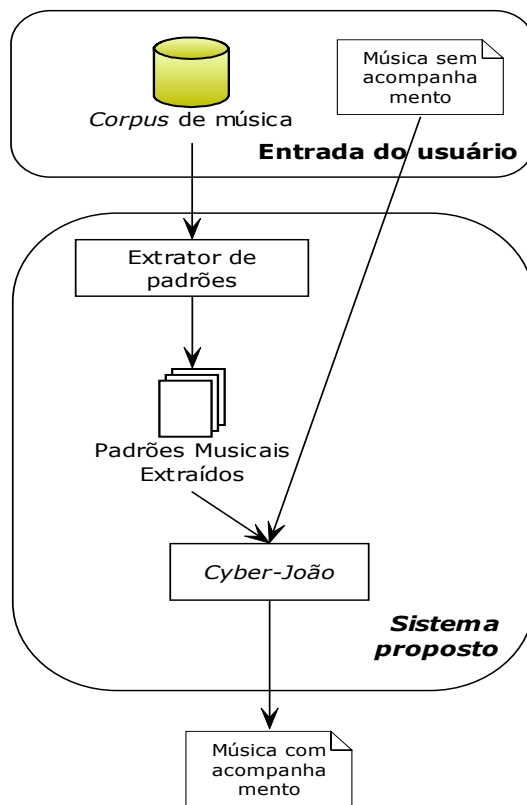 Corpus de música
Música sem
acompanha
mento
Entrada do usuário
Extrator de
padrões
Padrões Musicais
Extraídos
Cyber-João
Sistema
proposto
Música com
acompanha
mento